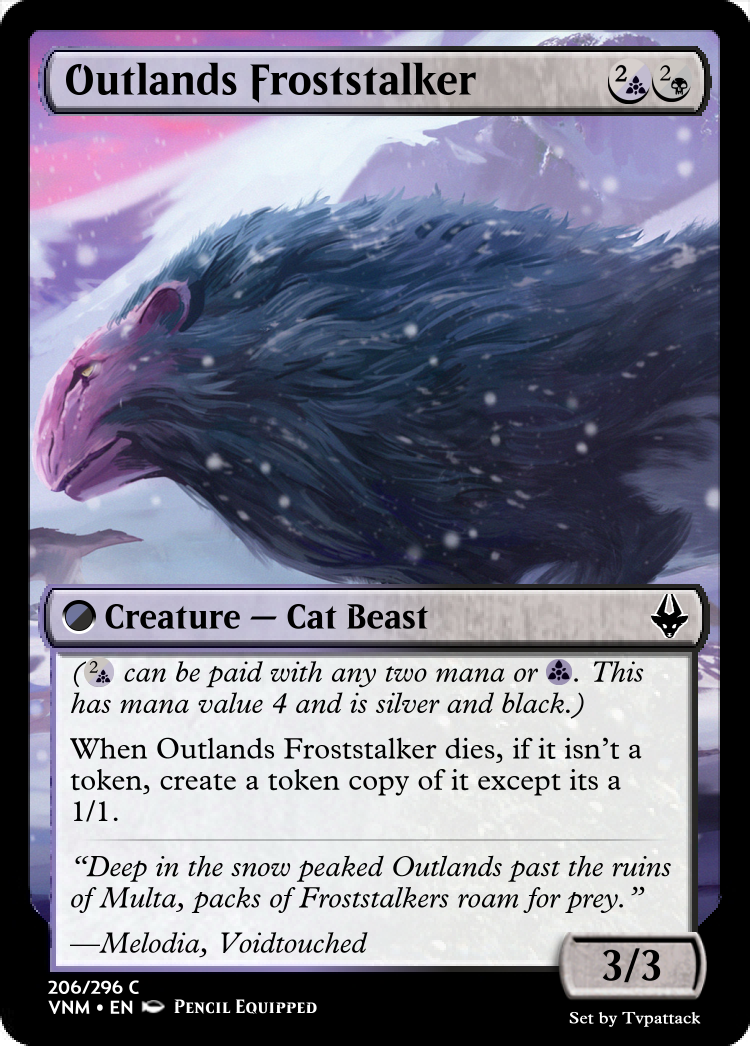 Outlands Froststalker
2 2
Creature — Cat Beast
(2 can be paid with any two mana or . This
has mana value 4 and is silver and black.)
When Outlands Froststalker dies, if it isn't a
token, create a token copy of it except its a
1/1.
“Deep in the snow peaked Outlands past the ruins
of Multa, packs of Froststalkers roam for prey.”
—Melodia, Voidtouched
3/3
206/296 C
VNM • EN Pencil Equipped
Set by Tvpattack